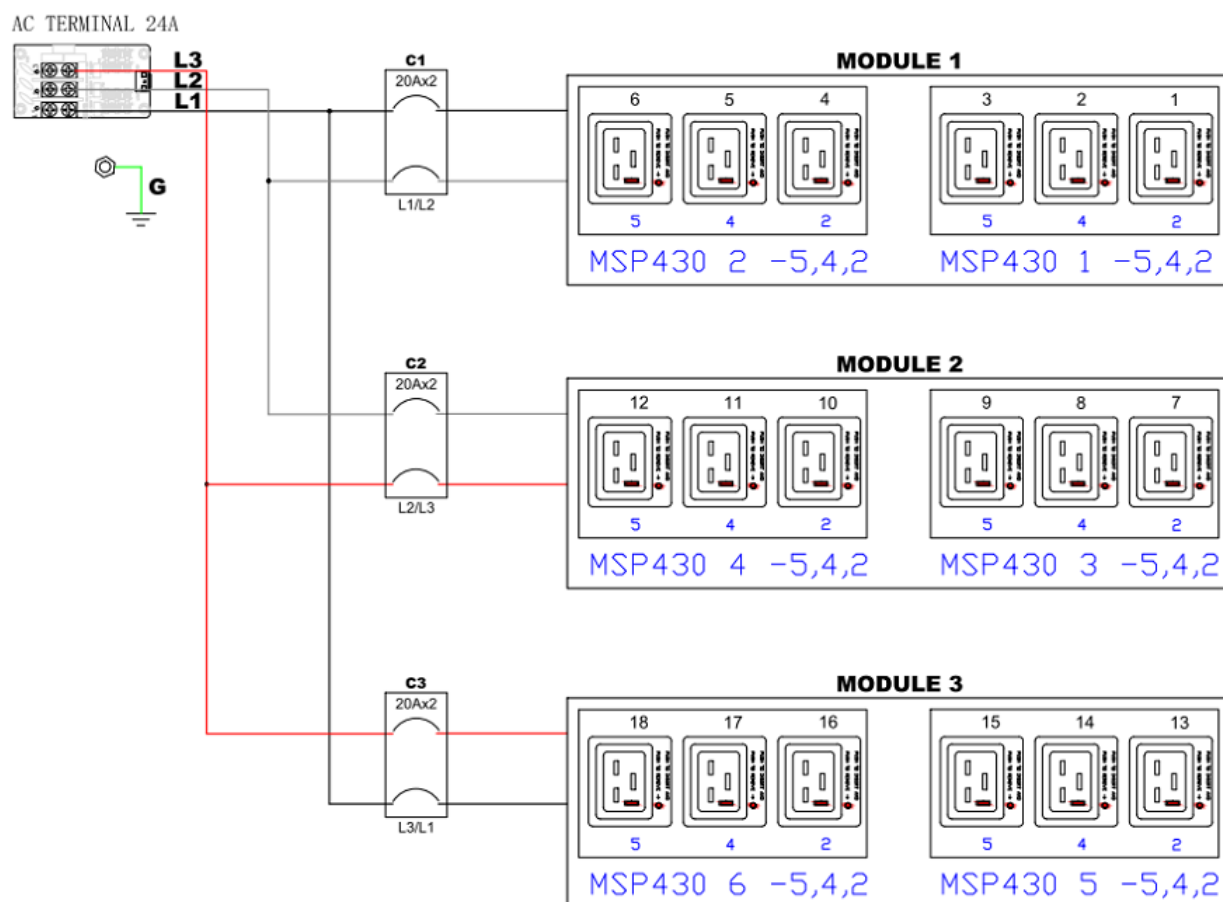 AC TERMINAL 24A
L3
L2
L1
G
C1
20Ax2
L1/L2
MODULE 1
6 5 4 3 2 1
5 4 2 5 4 2
MSP430 2 -5,4,2 MSP430 1 -5,4,2
C2
20Ax2
L2/L3
MODULE 2
12 11 10 9 8 7
5 4 2 5 4 2
MSP430 4 -5,4,2 MSP430 3 -5,4,2
C3
20Ax2
L3/L1
MODULE 3
18 17 16 15 14 13
5 4 2 5 4 2
MSP430 6 -5,4,2 MSP430 5 -5,4,2